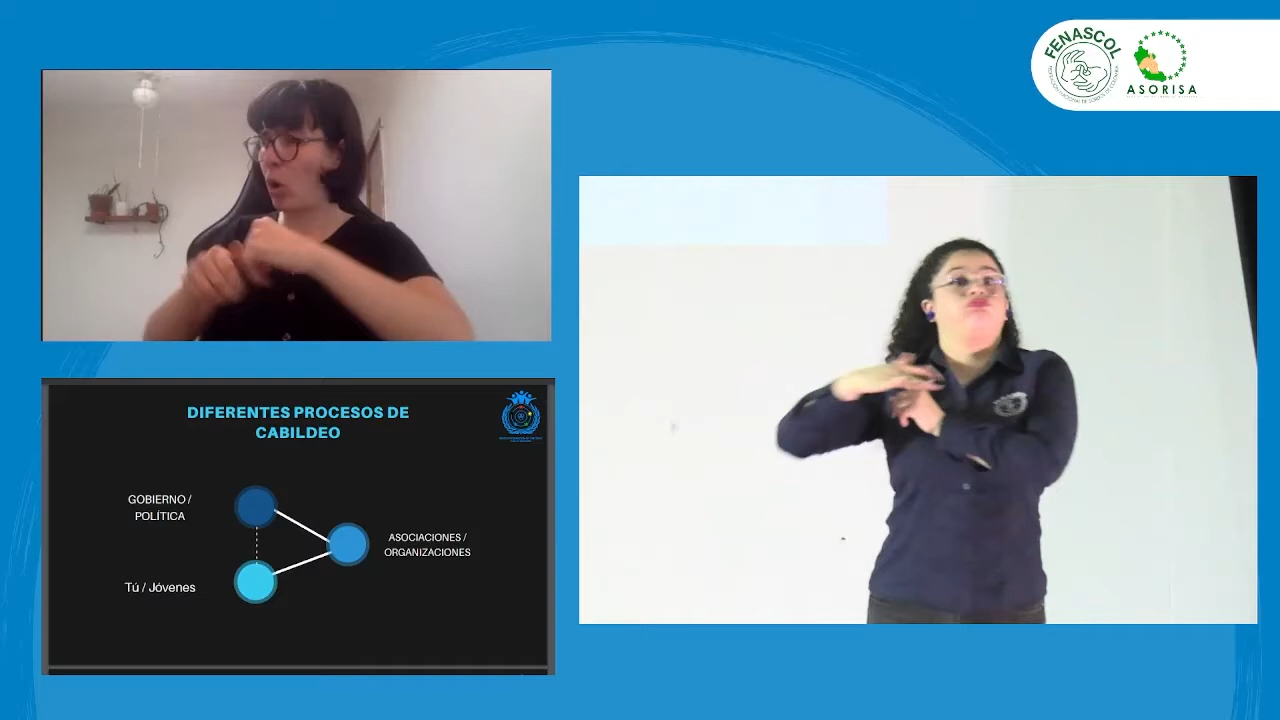 FENASCOL
ASORISA
DIFERENTES PROCESOS DE
CABILDEO
GOBIERNO /
POLÍTICA
ASOCIACIONES /
ORGANIZACIONES
Tú / Jóvenes